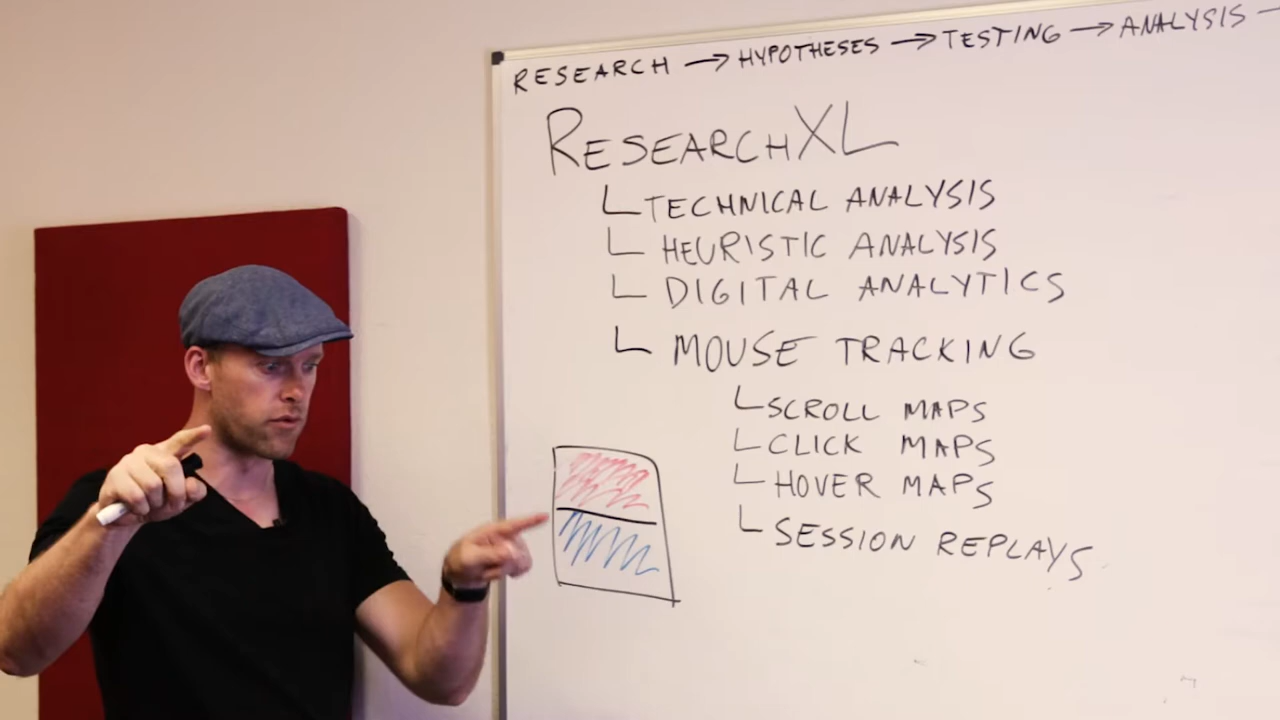 RESEARCH → HYPOTHESES → TESTING → ANALYSIS
RESEARCHXL
TECHNICAL ANALYSIS
HEURISTIC ANALYSIS
DIGITAL ANALYTICS
MOUSE TRACKING
SCROLL MAPS
CLICK MAPS
HOVER MAPS
SESSION REPLAYS